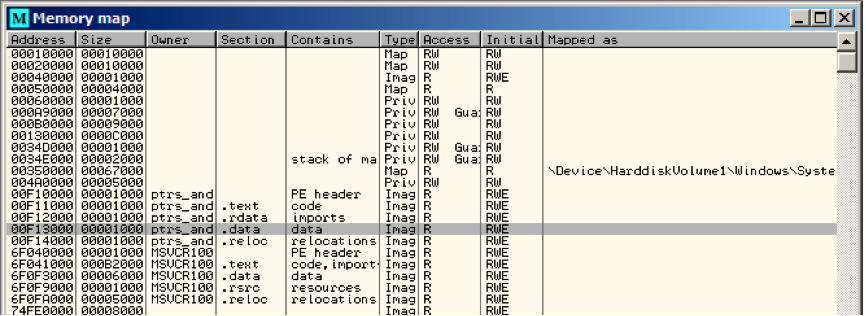 M Memory map
Address Size Owner Section Contains Type Access Initial Mapped as
00010000 00010000 Map RW RW
00020000 00010000 Map RW RW
00040000 00001000 Imag R RWE
00050000 00004000 Map R R
00060000 00001000 Priv RW RW
000A9000 00007000 Priv RW Gua: RW
000B0000 00009000 Priv RW RW
00130000 0000C000 Priv RW RW
0034D000 00001000 Priv RW Gua: RW
0034E000 00002000 stack of ma Priv RW Gua: RW
00350000 00067000 Map R R \Device\HarddiskVolume1\Windows\Syste
004A0000 00005000 Priv RW RW
00F10000 00001000 ptrs_and PE header Imag R RWE
00F11000 00001000 ptrs_and .text code Imag R RWE
00F12000 00001000 ptrs_and .rdata imports Imag R RWE
00F13000 00001000 ptrs_and .data data Imag R RWE
00F14000 00001000 ptrs_and .reloc relocations Imag R RWE
6F040000 00001000 MSVCR100 PE header Imag R RWE
6F041000 000B2000 MSVCR100 .text code,import Imag R RWE
6F0F3000 00006000 MSVCR100 .data data Imag R RWE
6F0F9000 00001000 MSVCR100 .rsrc resources Imag R RWE
6F0FA000 00005000 MSVCR100 .reloc relocations Imag R RWE
74FE0000 00008000 Imag R RWE